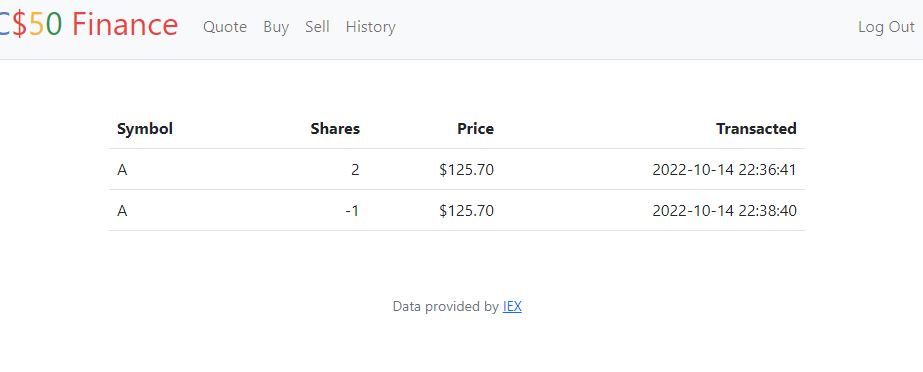 C$50 Finance Quote Buy Sell History Log Out
Symbol Shares Price Transacted
A 2 $125.70 2022-10-14 22:36:41
A -1 $125.70 2022-10-14 22:38:40
Data provided by IEX